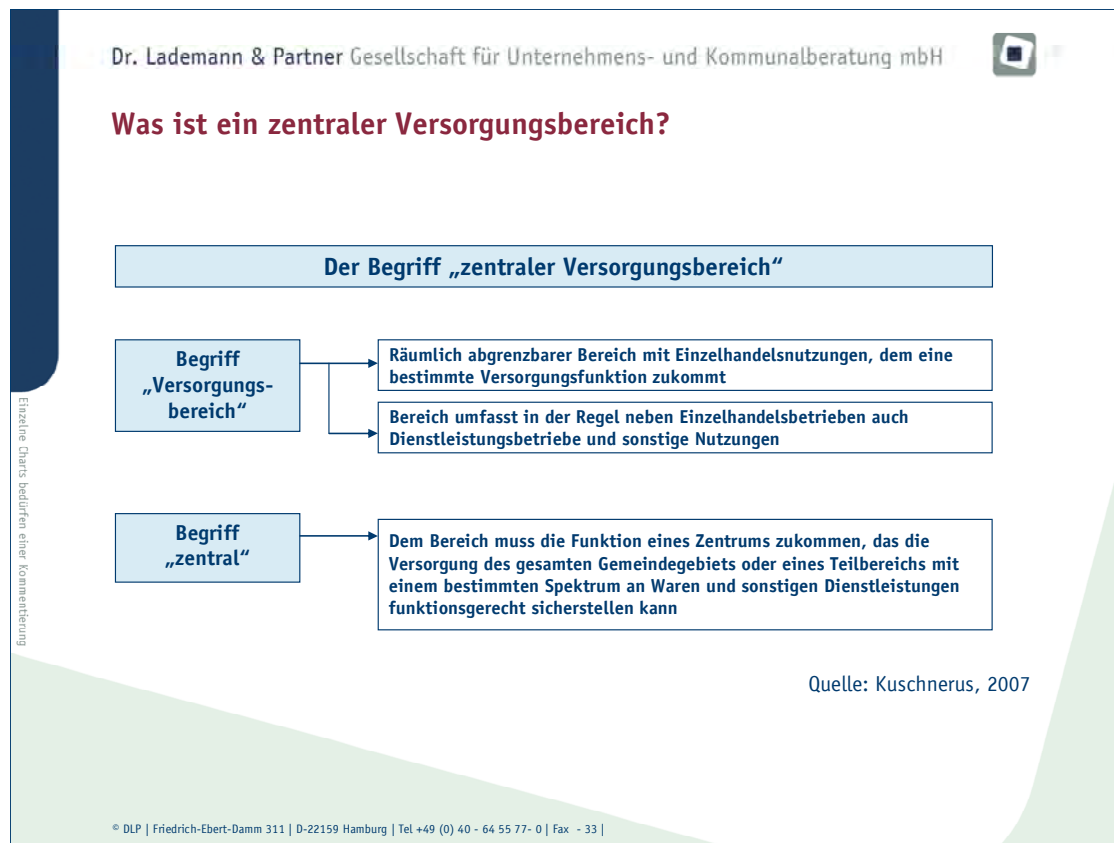 Dr. Lademann & Partner Gesellschaft für Unternehmens- und Kommunalberatung mbH
Was ist ein zentraler Versorgungsbereich?
Der Begriff „zentraler Versorgungsbereich“
Begriff
„Versorgungs-
bereich“
Räumlich abgrenzbarer Bereich mit Einzelhandelsnutzungen, dem eine
bestimmte Versorgungsfunktion zukommt
Bereich umfasst in der Regel neben Einzelhandelsbetrieben auch
Dienstleistungsbetriebe und sonstige Nutzungen
Begriff
„zentral“
Dem Bereich muss die Funktion eines Zentrums zukommen, das die
Versorgung des gesamten Gemeindegebiets oder eines Teilbereichs mit
einem bestimmten Spektrum an Waren und sonstigen Dienstleistungen
funktionsgerecht sicherstellen kann
Quelle: Kuschnerus, 2007
Einzelne Charts bedürfen einer Kommentierung
© DLP | Friedrich-Ebert-Damm 311 | D-22159 Hamburg | Tel +49 (0) 40 - 64 55 77- 0 | Fax - 33 |